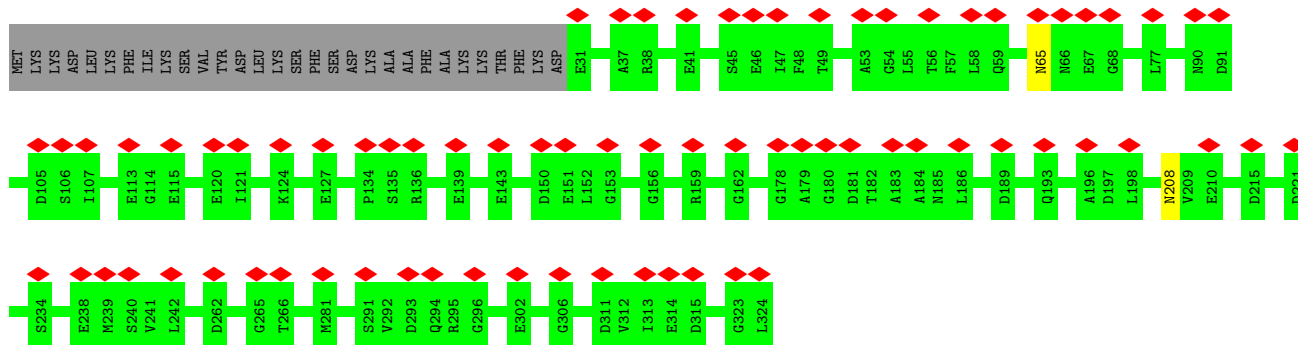 MET LYS LYS ASP LEU LEU LYS PHE ILE LYS SER VAL TYR ASP LEU LYS SER PHE SER ASP LYS ALA ALA PHE ALA LYS LYS THR PHE LYS ASP E31 A37 R38 E41 S45 E46 I47 F48 T49 A53 G54 L55 T56 F57 L58 Q59 N65 N66 E67 G68 L77 N90 D91
D105 S106 I107 E113 G114 E115 E120 I121 K124 E127 P134 S135 R136 E139 E143 D150 E151 L152 G153 G156 R159 G162 G178 A179 G180 D181 T182 A183 A184 N185 L186 D189 Q193 A196 D197 L198 N208 V209 E210 D215 D221
S234 E238 M239 S240 V241 L242 D262 G265 T266 M281 S291 V292 D293 Q294 R295 G296 E302 G306 D311 V312 I313 E314 D315 G323 L324